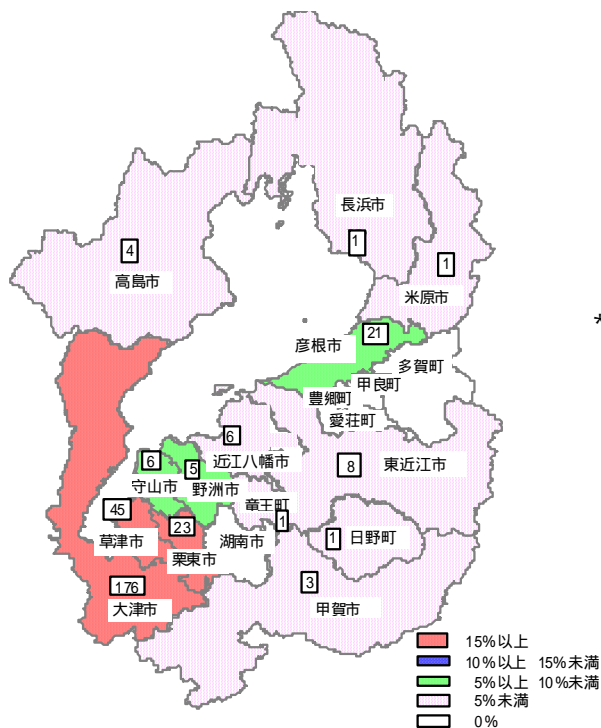 長浜市
1
4
1
高島市
米原市
*
21
彦根市
多賀町
甲良町
豊郷町
愛荘町
6
近江八幡市
東近江市
8
6
5
守山市
野洲市
竜王町
45
23
1
草津市
湖南市
1
日野町
栗東市
176
3
大津市
甲賀市
15%以上
10%以上 15%未満
5%以上 10%未満
5%未満
0%